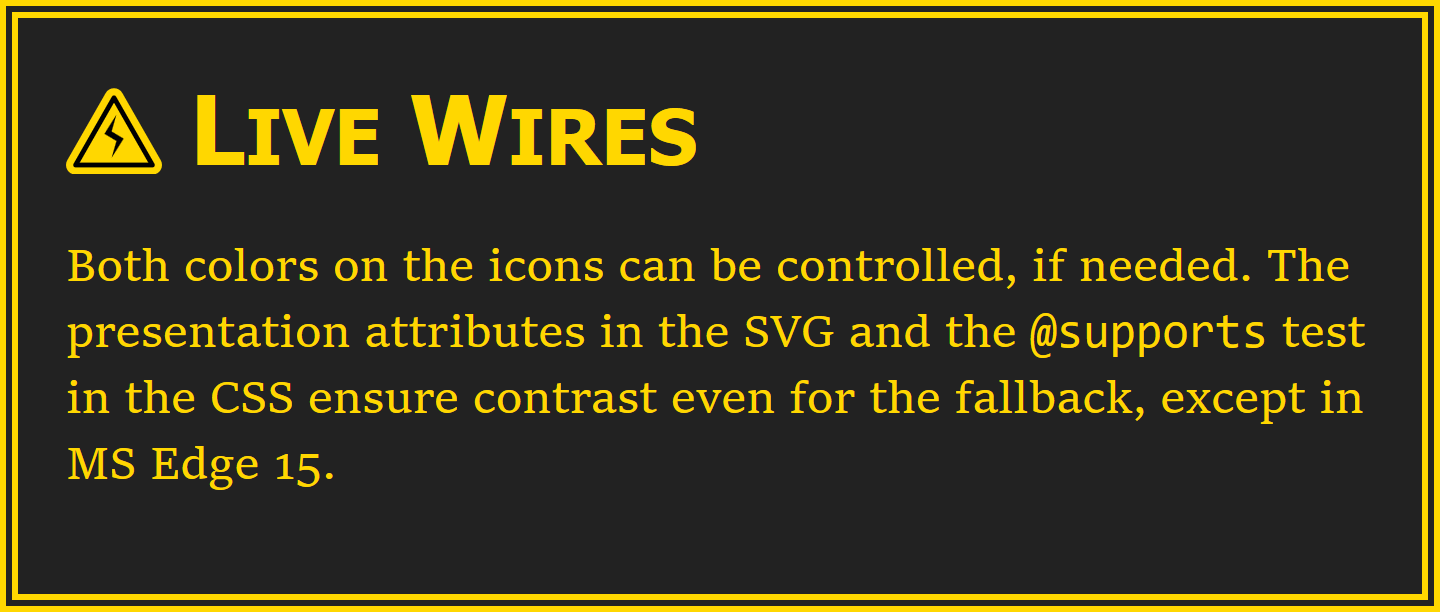 Live Wires
Both colors on the icons can be controlled, if needed. The
presentation attributes in the SVG and the @supports test
in the CSS ensure contrast even for the fallback, except in
MS Edge 15.